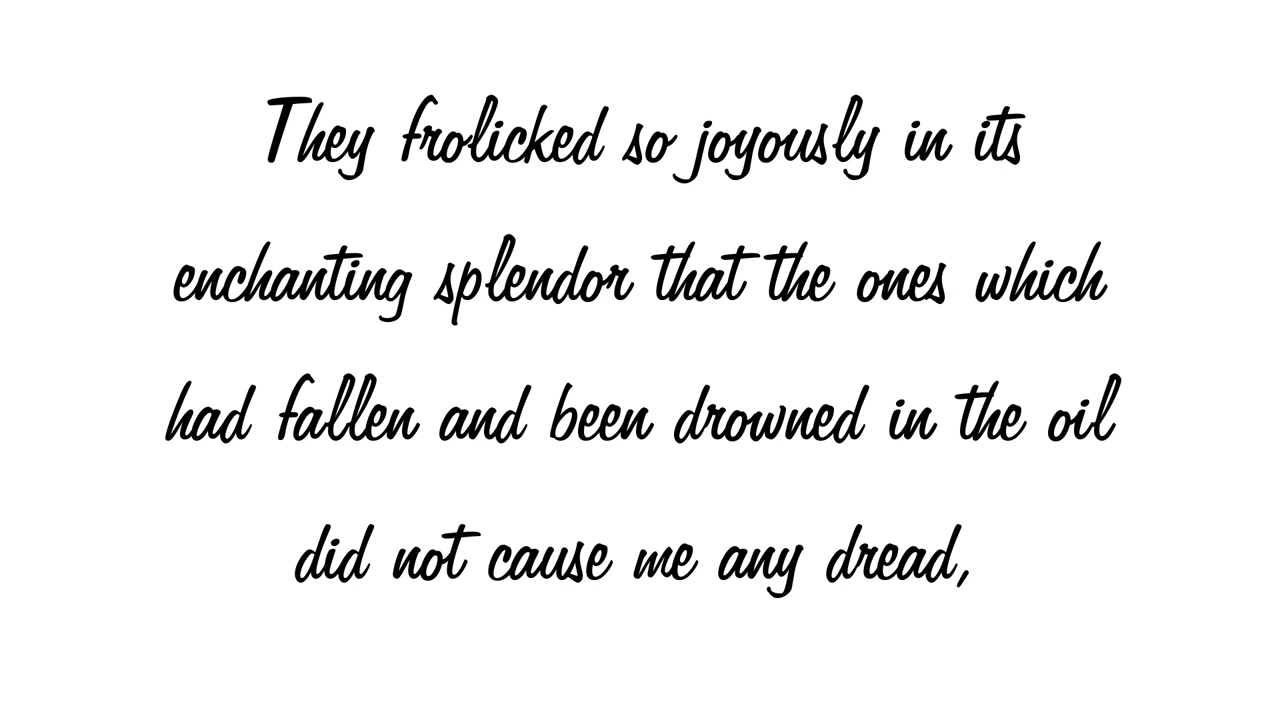 They frolicked so joyously in its
enchanting splendor that the ones which
had fallen and been drowned in the oil
did not cause me any dread,